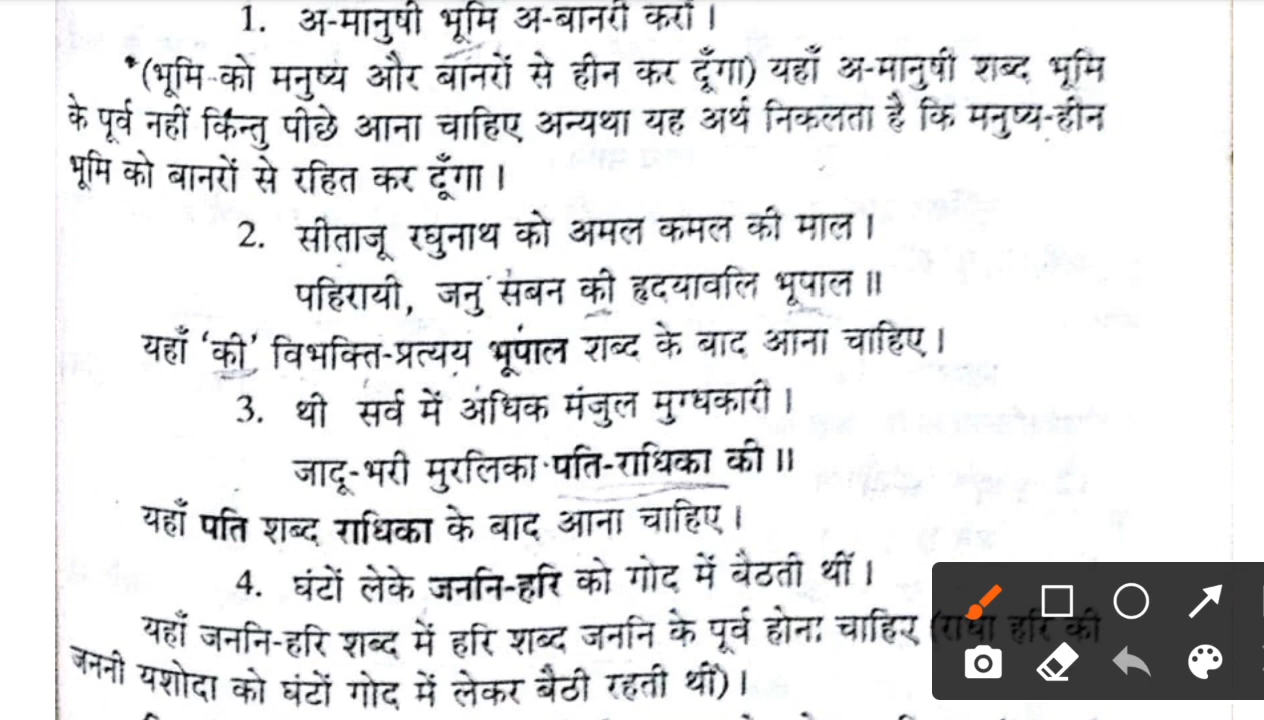 1. अ-मानुषी भूमि अ-बानरी करौं ।
(भूमि को मनुष्य और बानरों से हीन कर दूँगा) यहाँ अ-मानुषी शब्द भूमि
के पूर्व नहीं किन्तु पीछे आना चाहिए अन्यथा यह अर्थ निकलता है कि मनुष्य-हीन
भूमि को बानरों से रहित कर दूँगा ।
2. सीताजू रघुनाथ को अमल कमल की माल ।
पहिरायी, जनु सबन की हृदयावलि भूपाल ॥
यहाँ ‘की’ विभक्ति-प्रत्यय भूपाल शब्द के बाद आना चाहिए ।
3. थी सर्व में अधिक मंजुल मुग्धकारी ।
जादू-भरी मुरलिका पति-राधिका की ॥
यहाँ पति शब्द राधिका के बाद आना चाहिए ।
4. घंटों लेके जननि-हरि को गोद में बैठती थीं ।
यहाँ जननि-हरि शब्द में हरि शब्द जननि के पूर्व होना चाहिए (राधा हरि की
जननी यशोदा को घंटों गोद में लेकर बैठी रहती थीं) ।